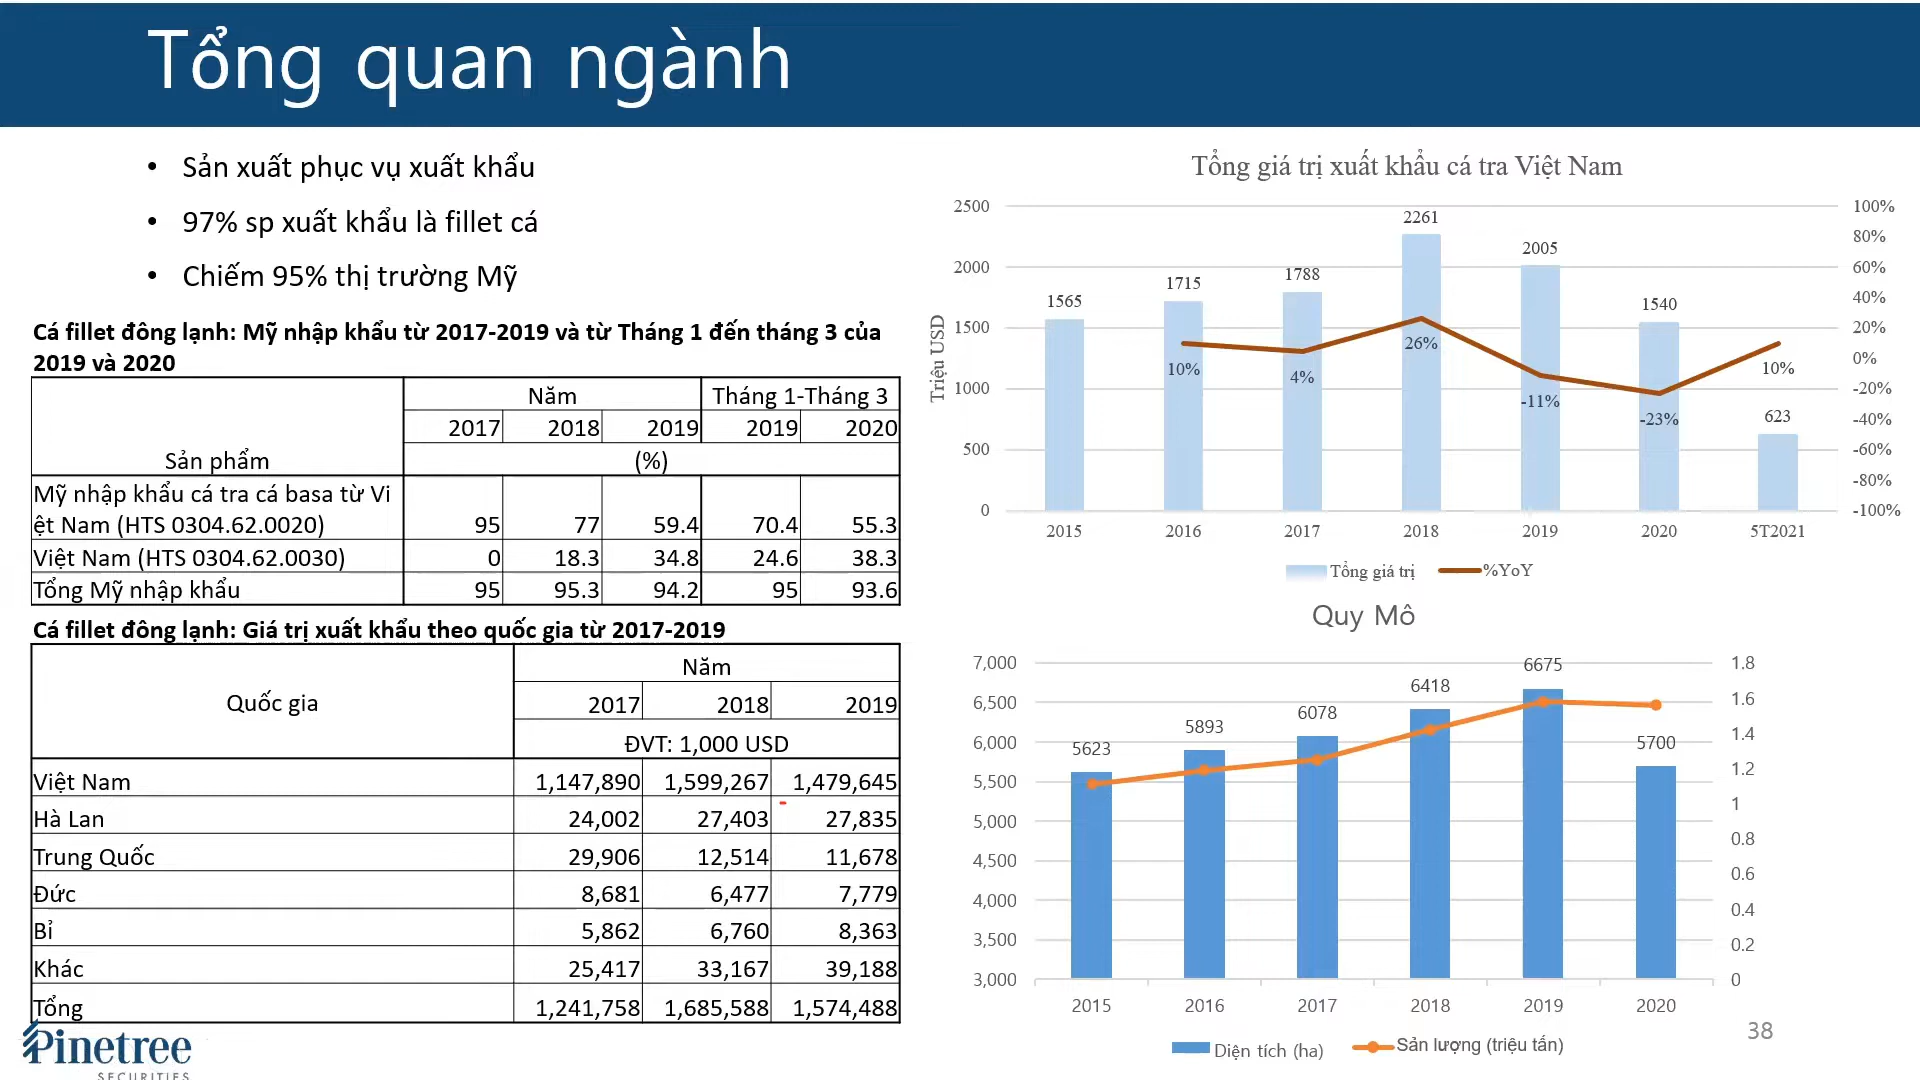 Tổng quan ngành
• Sản xuất phục vụ xuất khẩu
• 97% sp xuất khẩu là fillet cá
• Chiếm 95% thị trường Mỹ
Cá fillet đông lạnh: Mỹ nhập khẩu từ 2017-2019 và từ Tháng 1 đến tháng 3 của
2019 và 2020
Năm Tháng 1-Tháng 3
2017 2018 2019 2019 2020
Sản phẩm (%)
Mỹ nhập khẩu cá tra cá basa từ Vi
ệt Nam (HTS 0304.62.0020) 95 77 59.4 70.4 55.3
Việt Nam (HTS 0304.62.0030) 0 18.3 34.8 24.6 38.3
Tổng Mỹ nhập khẩu 95 95.3 94.2 95 93.6
Cá fillet đông lạnh: Giá trị xuất khẩu theo quốc gia từ 2017-2019
Năm
Quốc gia
2017 2018 2019
ĐVT: 1,000 USD
Việt Nam 1,147,890 1,599,267 1,479,645
Hà Lan 24,002 27,403 27,835
Trung Quốc 29,906 12,514 11,678
Đức 8,681 6,477 7,779
Bỉ 5,862 6,760 8,363
Khác 25,417 33,167 39,188
Tổng 1,241,758 1,685,588 1,574,488
Pinetree
SECURITIES
Tổng giá trị xuất khẩu cá tra Việt Nam
Triệu USD
2500
2000
1500
1000
500
0
1565 1715 1788 2261 2005 1540 623
10% 4% 26% -11% -23% 10%
100%
80%
60%
40%
20%
0%
-20%
-40%
-60%
-80%
-100%
2015 2016 2017 2018 2019 2020 5T2021
Tổng giá trị %YoY
Quy Mô
7,000
6,500
6,000
5,500
5,000
4,500
4,000
3,500
3,000
5623 5893 6078 6418 6675 5700
1.8
1.6
1.4
1.2
1
0.8
0.6
0.4
0.2
0
2015 2016 2017 2018 2019 2020
Diện tích (ha) Sản lượng (triệu tấn)
38